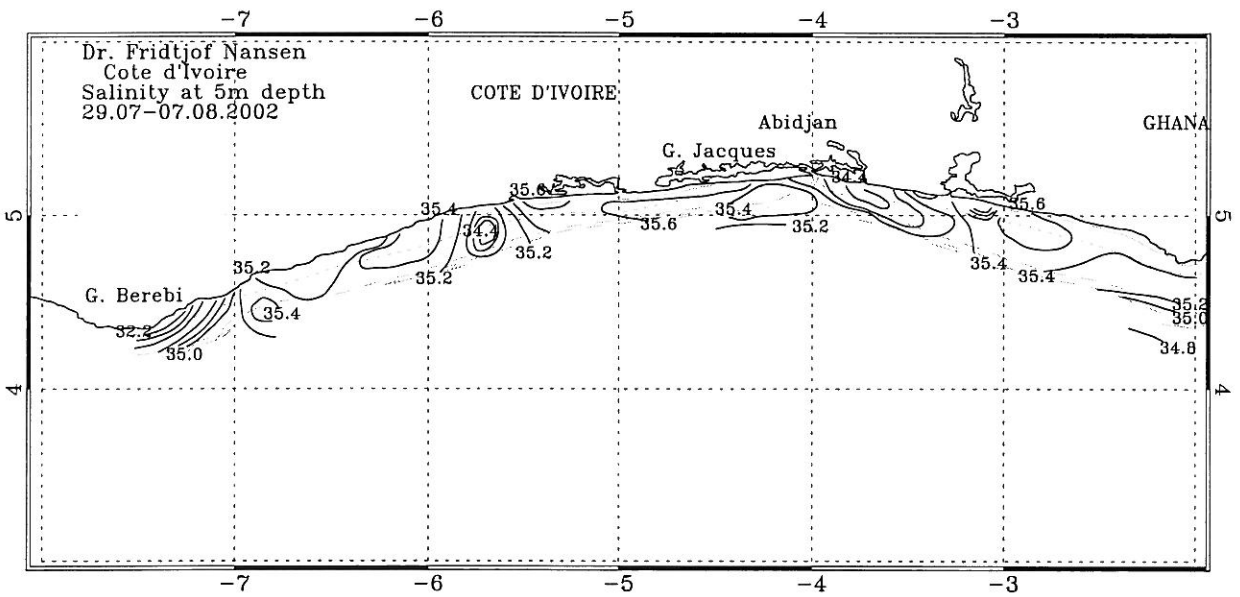 -7 -6 -5 -4 -3
Dr. Fridtjof Nansen
Cote d'Ivoire
Salinity at 5m depth
29.07-07.08.2002
COTE D'IVOIRE
Abidjan
GHANA
G. Jacques
34.4
35.6
35.4
35.4
35.6
5
5
34.4
35.6
35.2
35.2
35.4
35.2
35.2
35.4
G. Berebi
35.4
35.2
35.0
32.2
35.0
34.8
4
4
-7 -6 -5 -4 -3